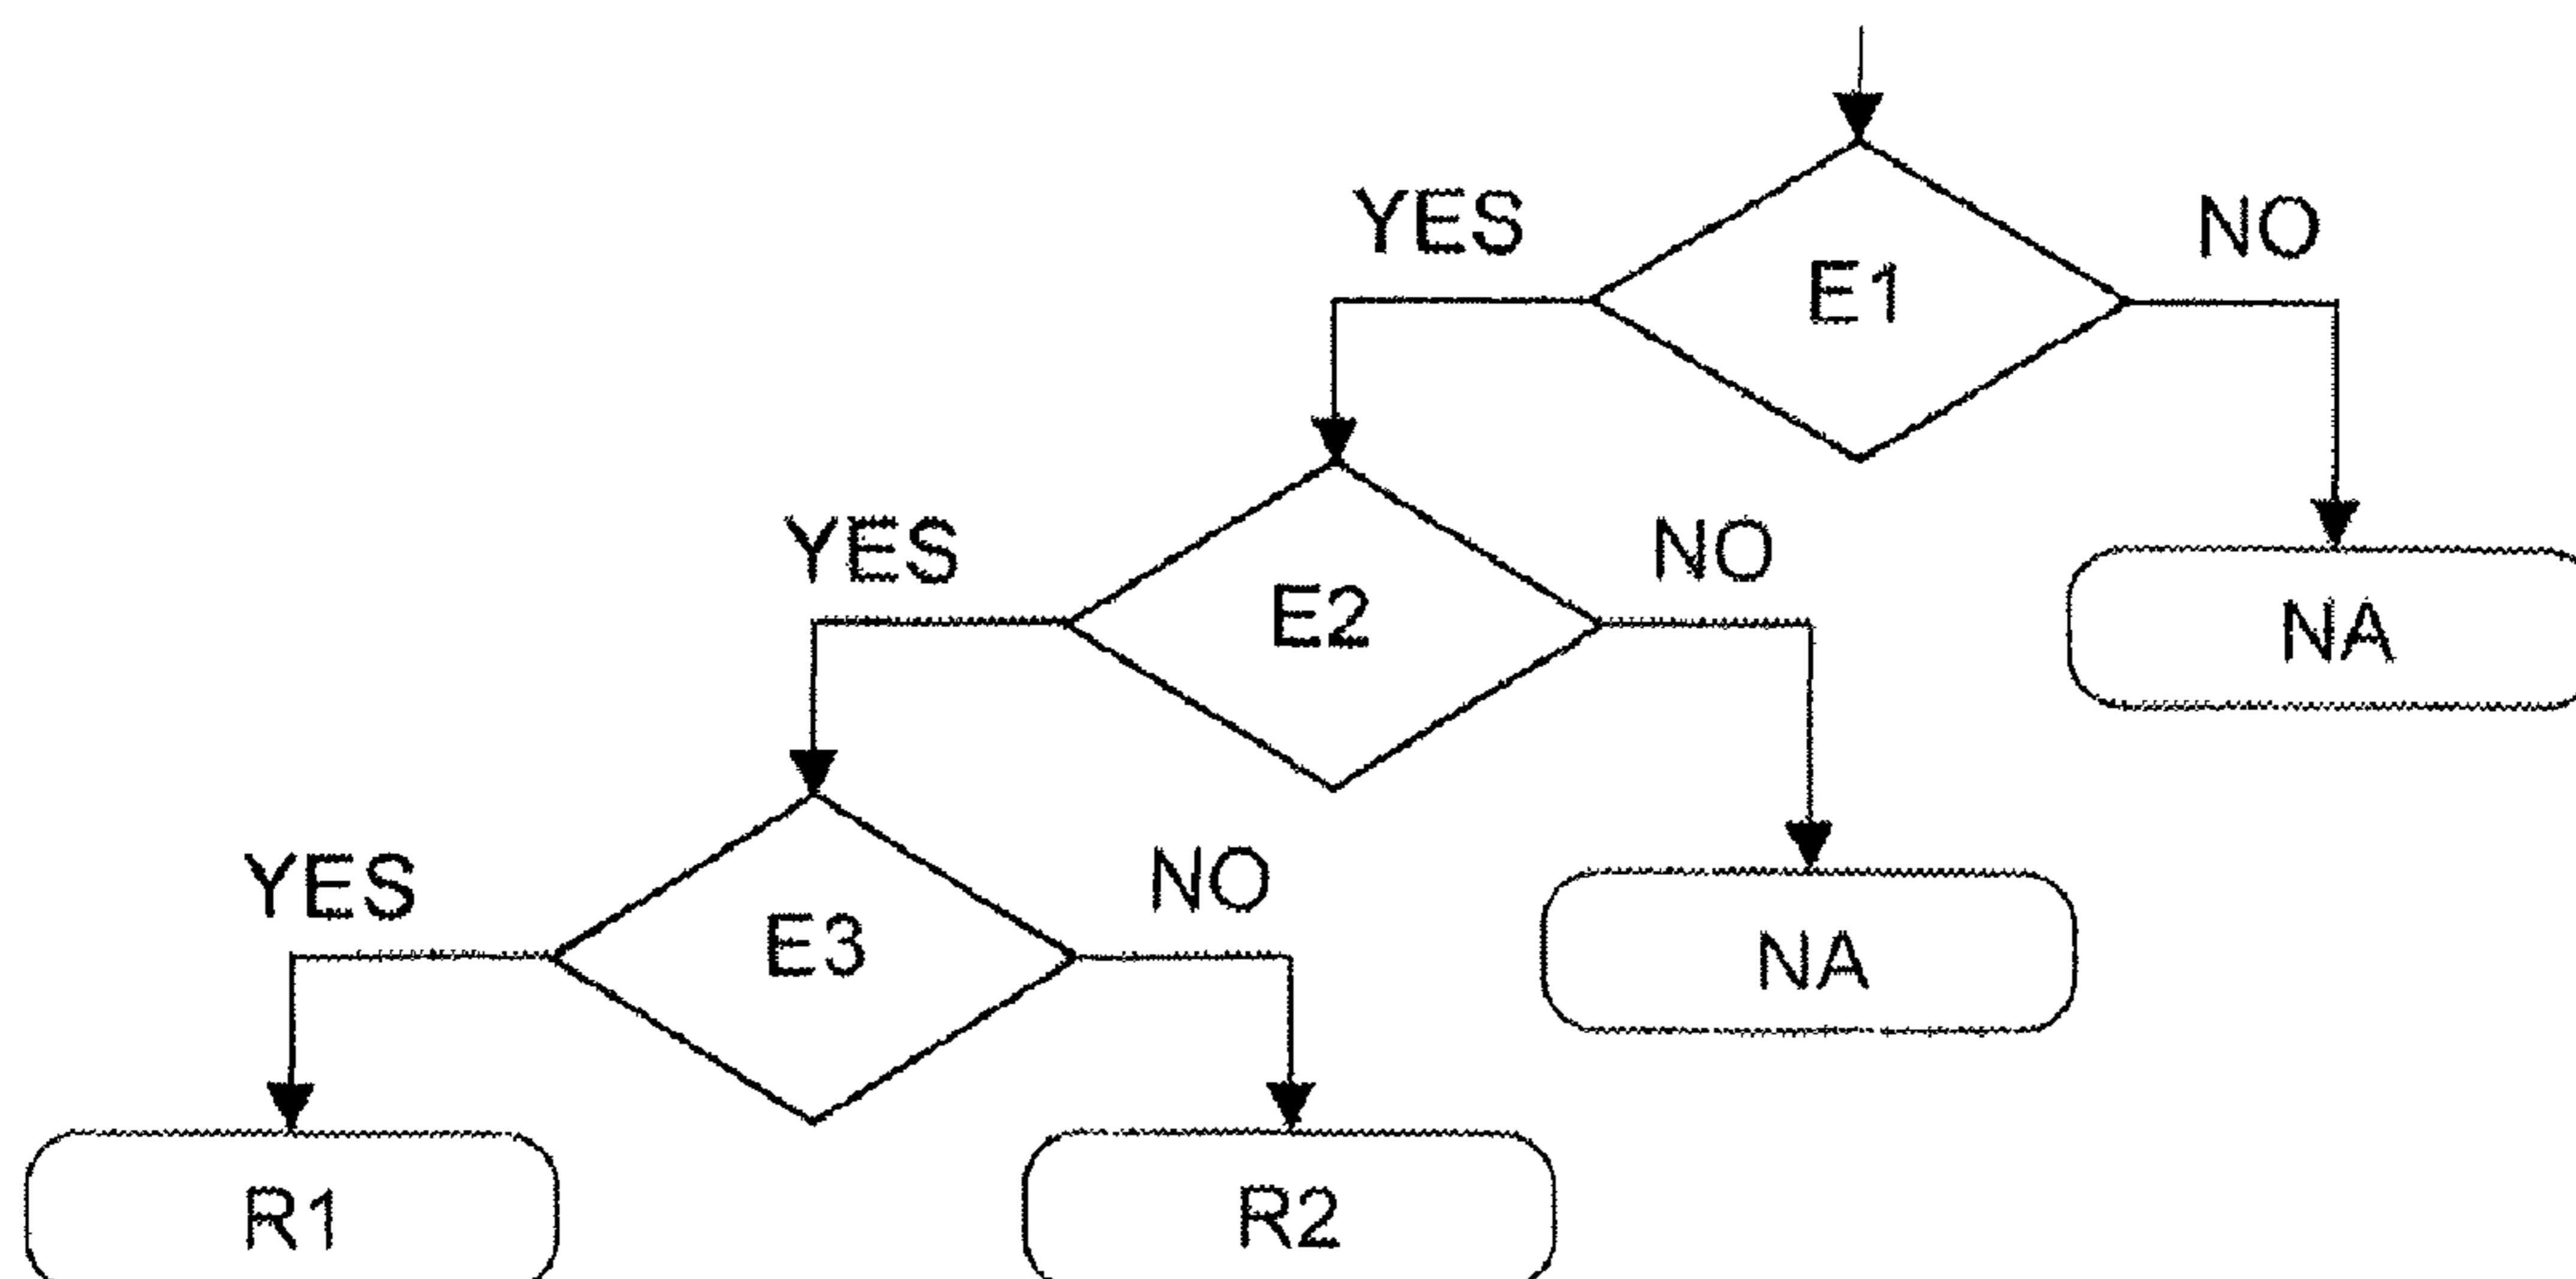 YES
NO
E1
YES
NO
E2
NA
YES
NO
E3
NA
R1
R2